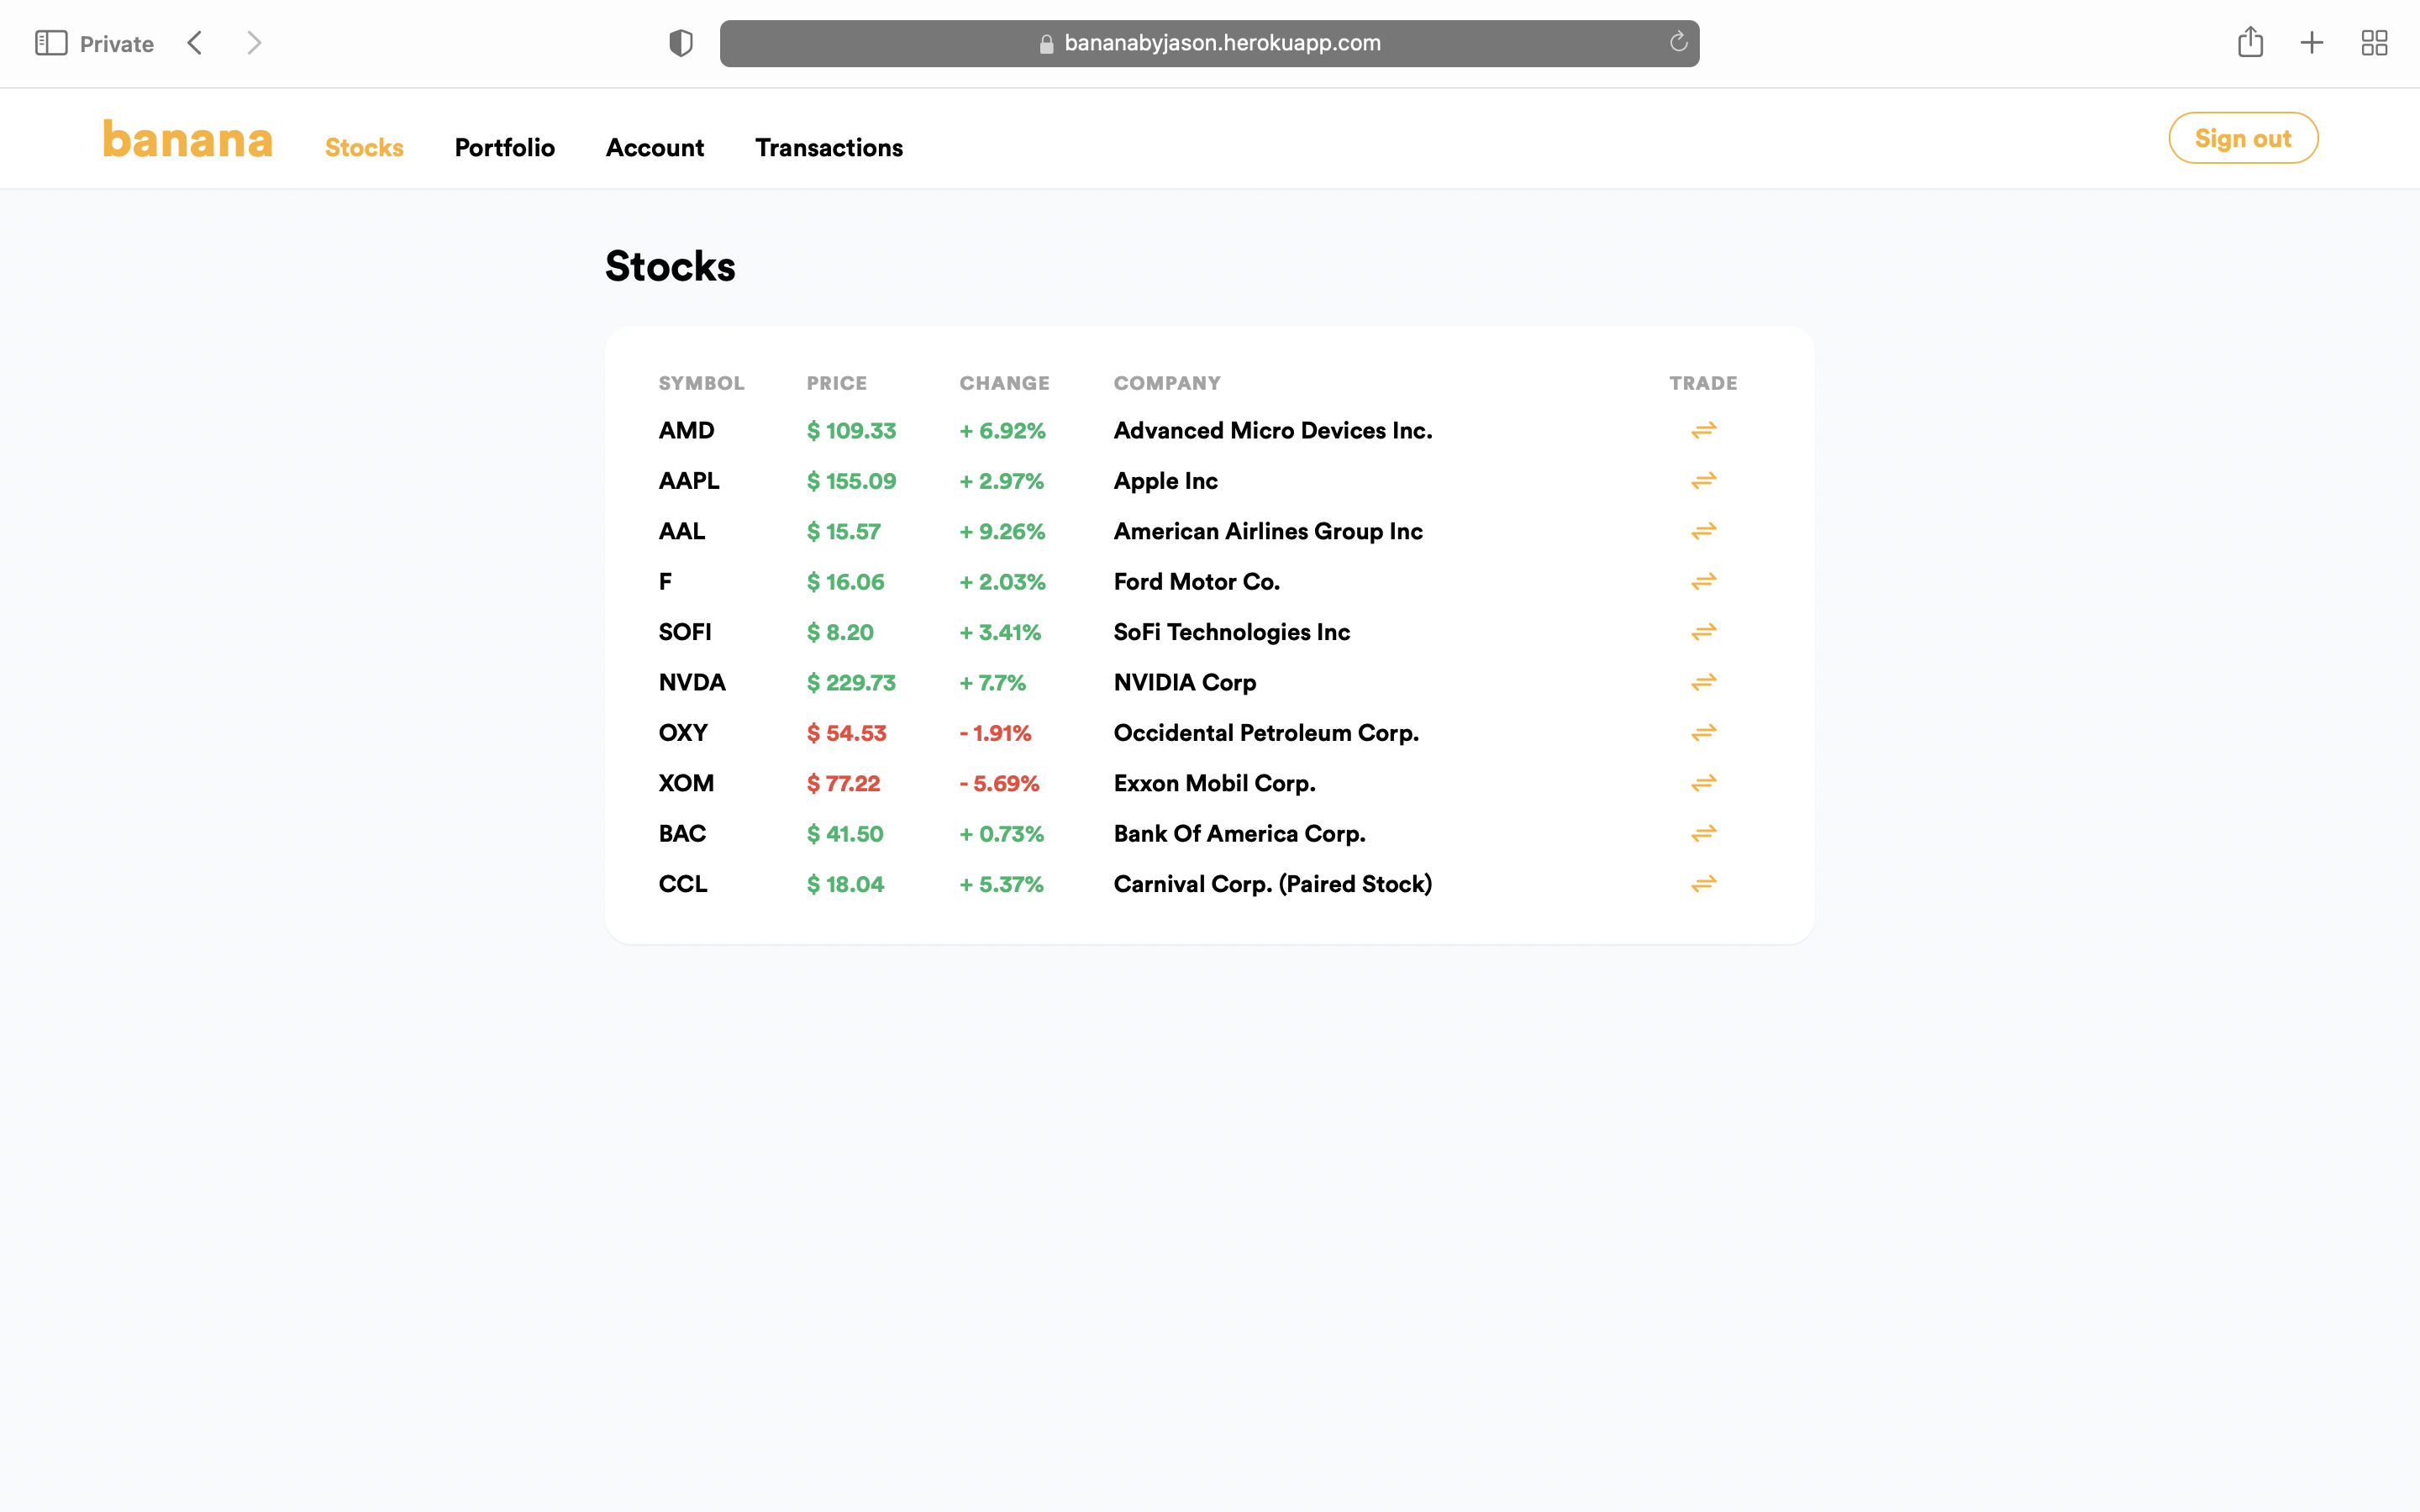 Private bananabyjason.herokuapp.com
banana Stocks Portfolio Account Transactions Sign out
Stocks
SYMBOL PRICE CHANGE COMPANY TRADE
AMD $ 109.33 + 6.92% Advanced Micro Devices Inc.
AAPL $ 155.09 + 2.97% Apple Inc
AAL $ 15.57 + 9.26% American Airlines Group Inc
F $ 16.06 + 2.03% Ford Motor Co.
SOFI $ 8.20 + 3.41% SoFi Technologies Inc
NVDA $ 229.73 + 7.7% NVIDIA Corp
OXY $ 54.53 - 1.91% Occidental Petroleum Corp.
XOM $ 77.22 - 5.69% Exxon Mobil Corp.
BAC $ 41.50 + 0.73% Bank Of America Corp.
CCL $ 18.04 + 5.37% Carnival Corp. (Paired Stock)